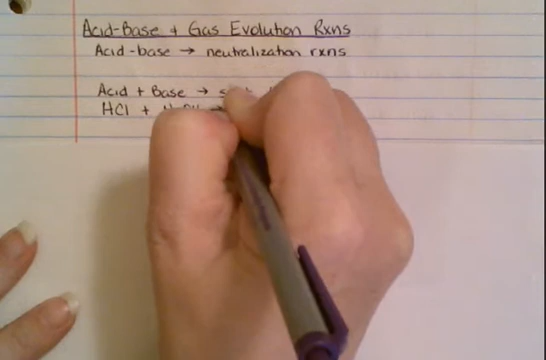 Acid-Base + Gas Evolution Rxns
Acid-base → neutralization rxns
Acid + Base →
HCl +